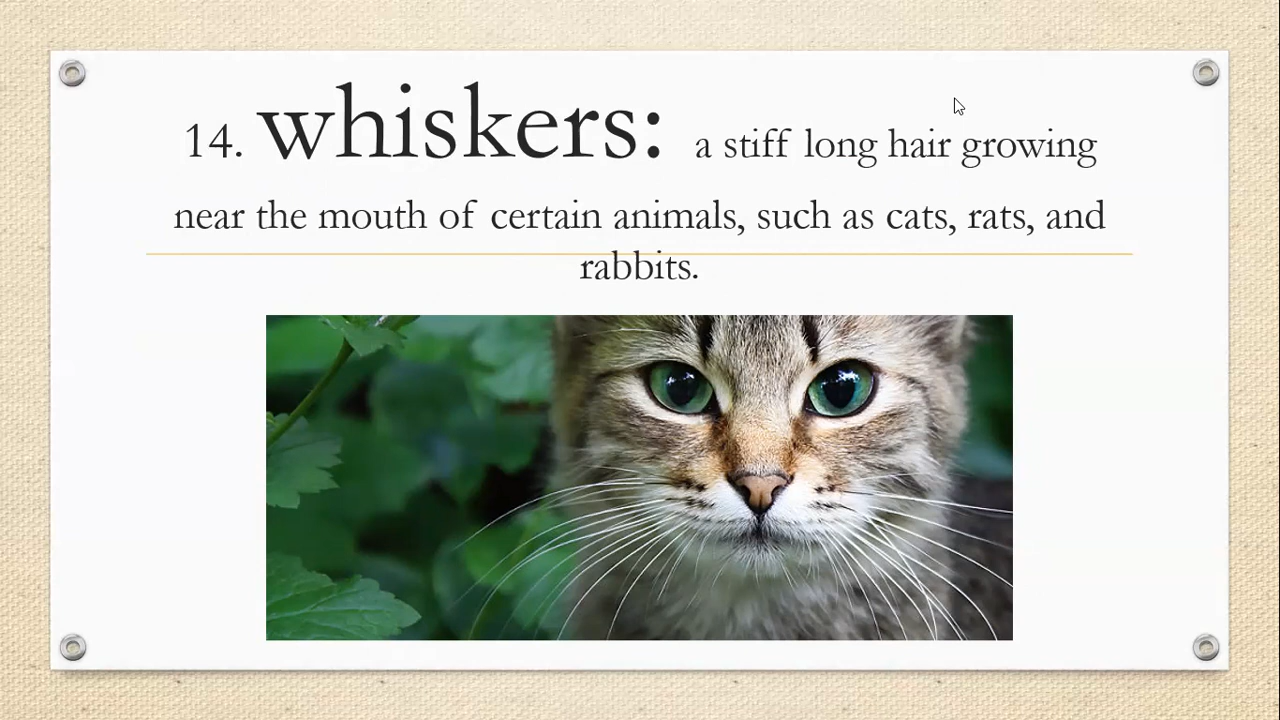 14. whiskers: a stiff long hair growing
near the mouth of certain animals, such as cats, rats, and
rabbits.